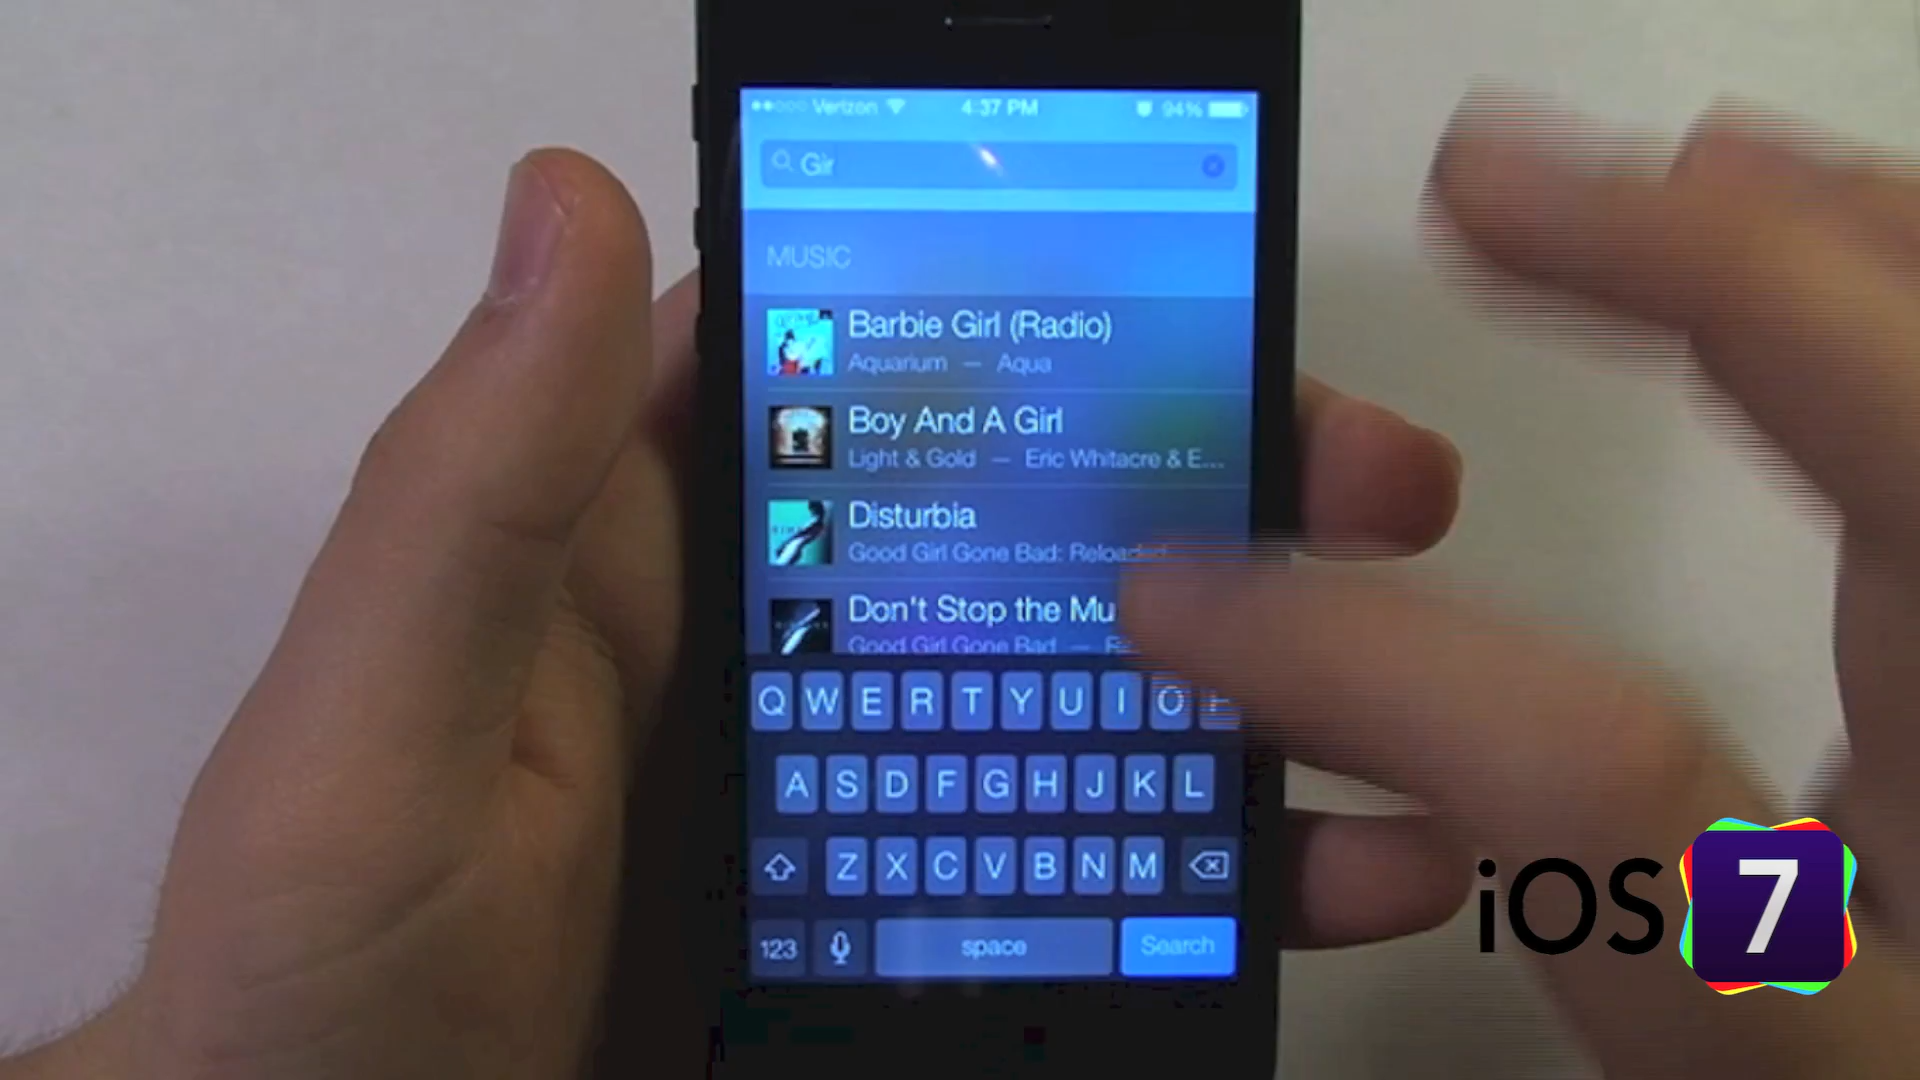 Verizon 4:37 PM 94%
Gir
MUSIC
Barbie Girl (Radio)
Aquarium — Aqua
Boy And A Girl
Light & Gold — Eric Whitacre & E...
Disturbia
Good Girl Gone Bad: Reloaded
Don't Stop the Mu
Good Girl Gone Bad —
Q W E R T Y U I O P
A S D F G H J K L
Z X C V B N M
123 space Search
iOS 7